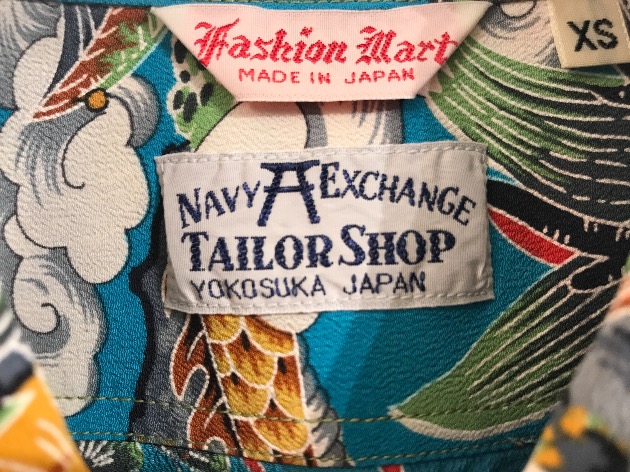 Fashion Mart
MADE IN JAPAN
XS
NAVY EXCHANGE
TAILOR SHOP
YOKOSUKA JAPAN